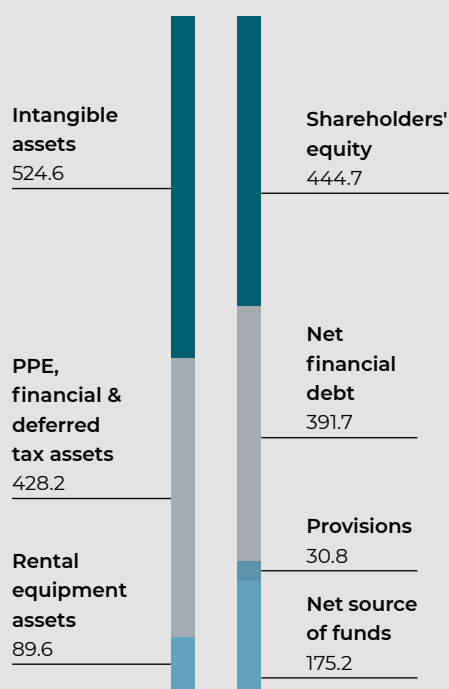 Intangible
assets
524.6
PPE,
financial &
deferred
tax assets
428.2
Rental
equipment
assets
89.6
Shareholders'
equity
444.7
Net
financial
debt
391.7
Provisions
30.8
Net source
of funds
175.2